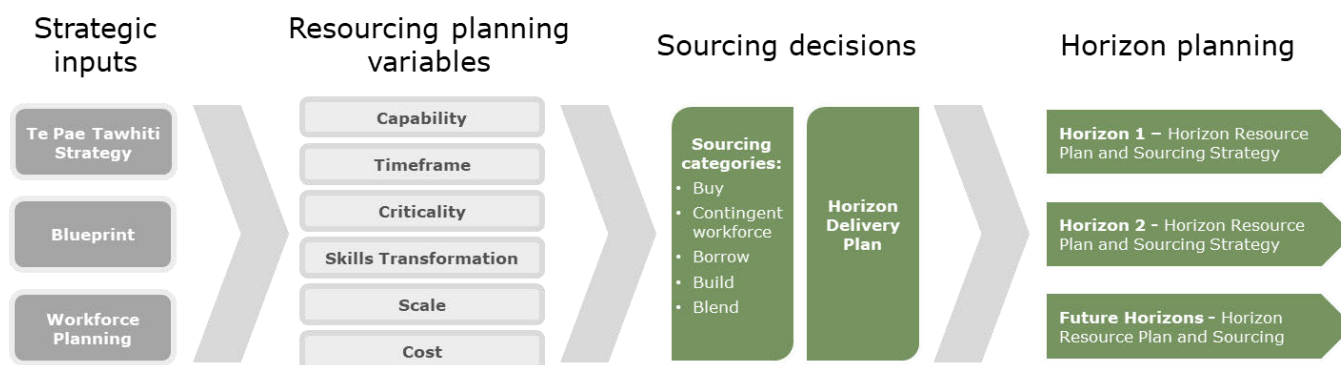 Strategic
inputs
Te Pae Tawhiti
Strategy
Blueprint
Workforce
Planning
Resourcing planning
variables
Capability
Timeframe
Criticality
Skills Transformation
Scale
Cost
Sourcing decisions
Sourcing
categories:
• Buy
• Contingent
workforce
• Borrow
• Build
• Blend
Horizon
Delivery
Plan
Horizon planning
Horizon 1 – Horizon Resource
Plan and Sourcing Strategy
Horizon 2 - Horizon Resource
Plan and Sourcing Strategy
Future Horizons - Horizon
Resource Plan and Sourcing